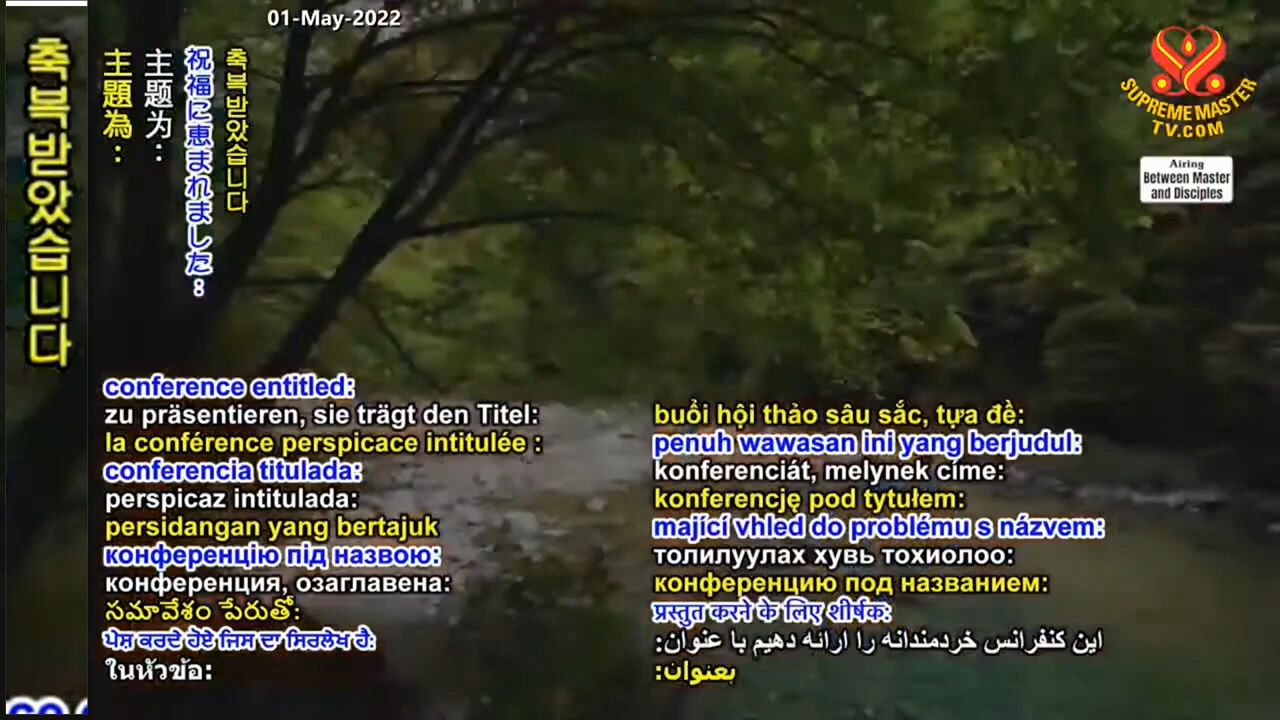 01-May-2022
SUPREME MASTER
TV.COM
Airing
Between Master
and Disciples
축복받았습니다
主題為：
主题为：
祝福に恵まれました：
축복받았습니다
conference entitled:
zu präsentieren, sie trägt den Titel:
la conférence perspicace intitulée :
conferencia titulada:
perspicaz intitulada:
persidangan yang bertajuk
конференцію під назвою:
конференция, озаглавена:
సమావేశం పేరుతో:
ਪੇਸ਼ ਕਰਦੇ ਹੋਏ ਜਿਸ ਦਾ ਸਿਰਲੇਖ ਹੈ:
ในหัวข้อ:
buổi hội thảo sâu sắc, tựa đề:
penuh wawasan ini yang berjudul:
konferenciát, melynek címe:
konferencję pod tytułem:
mající vhled do problému s názvem:
толилуулах хувь тохиолоо:
конференцию под названием:
प्रस्तुत करने के लिए शीर्षक:
این کنفرانس خردمندانه را ارائه دهیم با عنوان:
بعنوان: